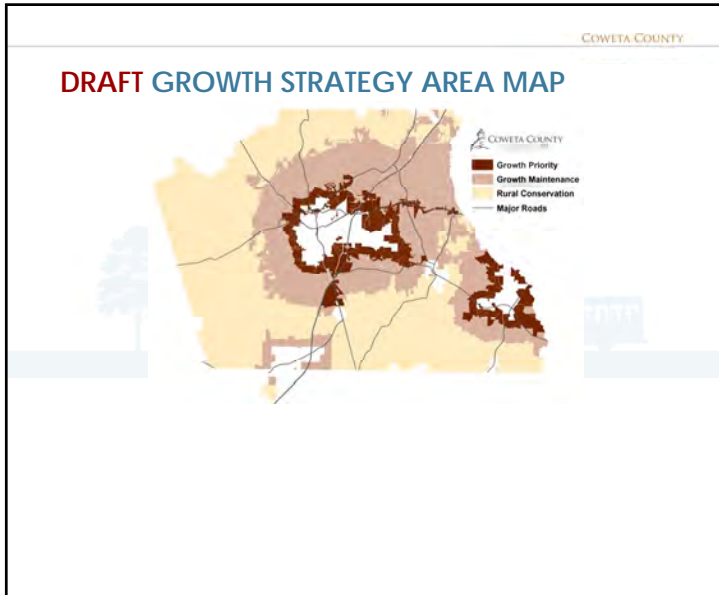 COWETA COUNTY
DRAFT GROWTH STRATEGY AREA MAP
COWETA COUNTY
Growth Priority
Growth Maintenance
Rural Conservation
Major Roads